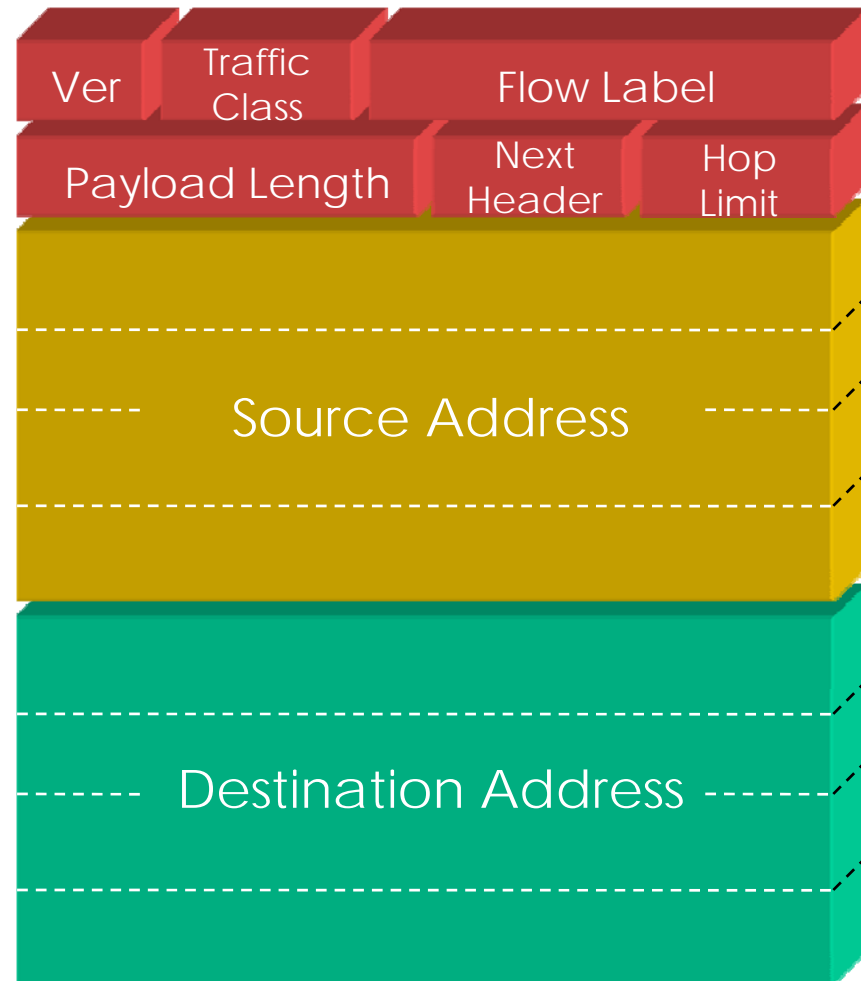 Ver
Traffic
Class
Flow Label
Payload Length
Next
Header
Hop
Limit
Source Address
Destination Address